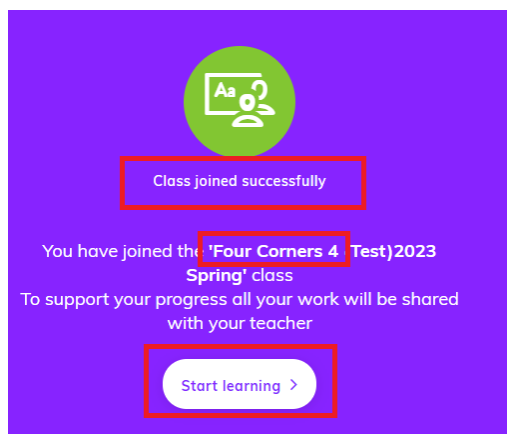 Aa
Class joined successfully
You have joined the 'Four Corners 4 Test)2023
Spring' class
To support your progress all your work will be shared
with your teacher
Start learning >